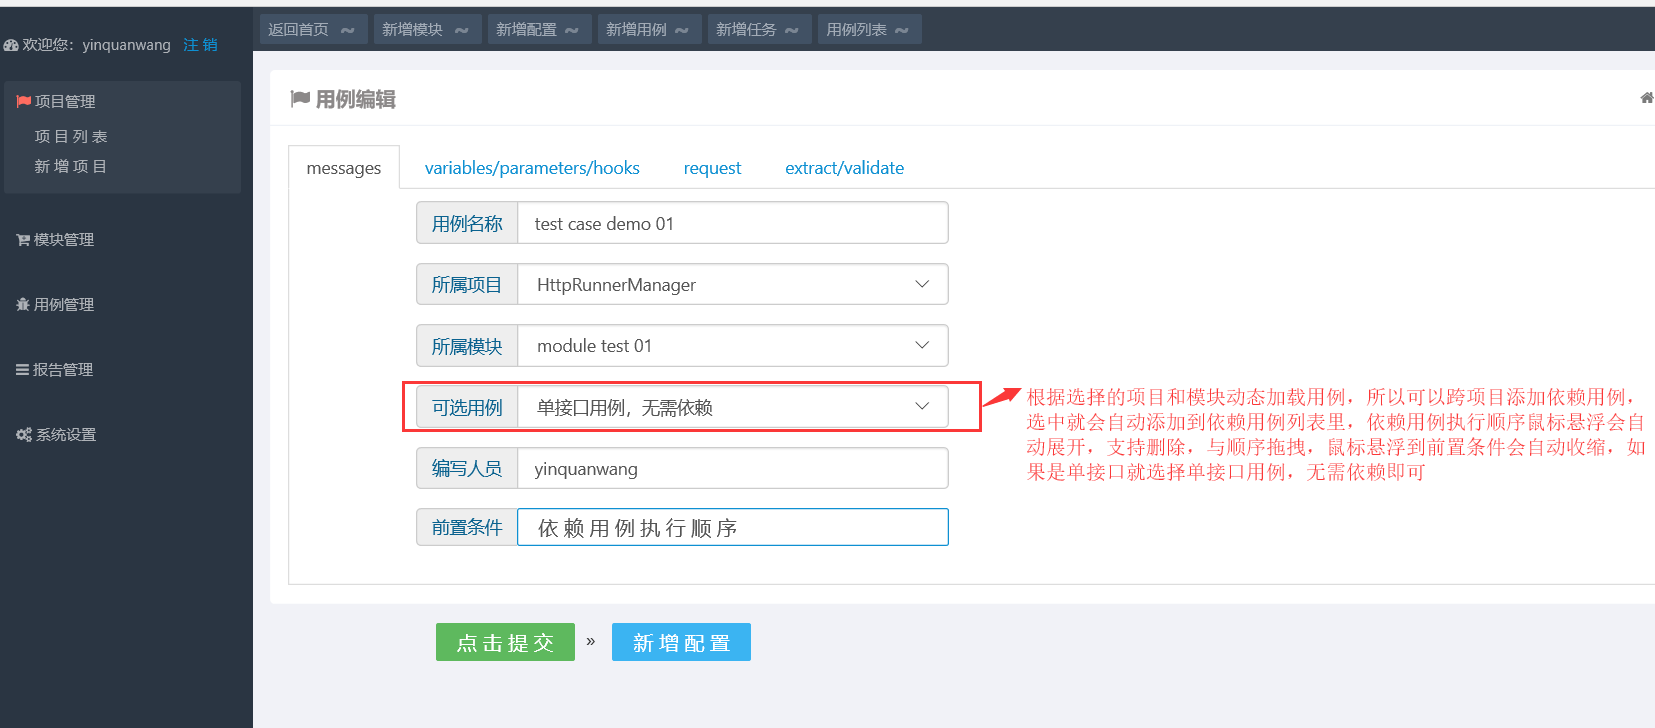 返回首页
新增模块
新增配置
新增用例
新增任务
用例列表
欢迎您：yinquanwang 注 销
项目管理
项 目 列 表
新 增 项 目
模块管理
用例管理
报告管理
系统设置
用例编辑
messages
variables/parameters/hooks
request
extract/validate
用例名称 test case demo 01
所属项目 HttpRunnerManager
所属模块 module test 01
可选用例 单接口用例，无需依赖
编写人员 yinquanwang
前置条件 依 赖 用 例 执 行 顺 序
根据选择的项目和模块动态加载用例，所以可以跨项目添加依赖用例，
选中就会自动添加到依赖用例列表里，依赖用例执行顺序鼠标悬浮会自
动展开，支持删除，与顺序拖拽，鼠标悬浮到前置条件会自动收缩，如
果是单接口就选择单接口用例，无需依赖即可
点 击 提 交 » 新 增 配 置